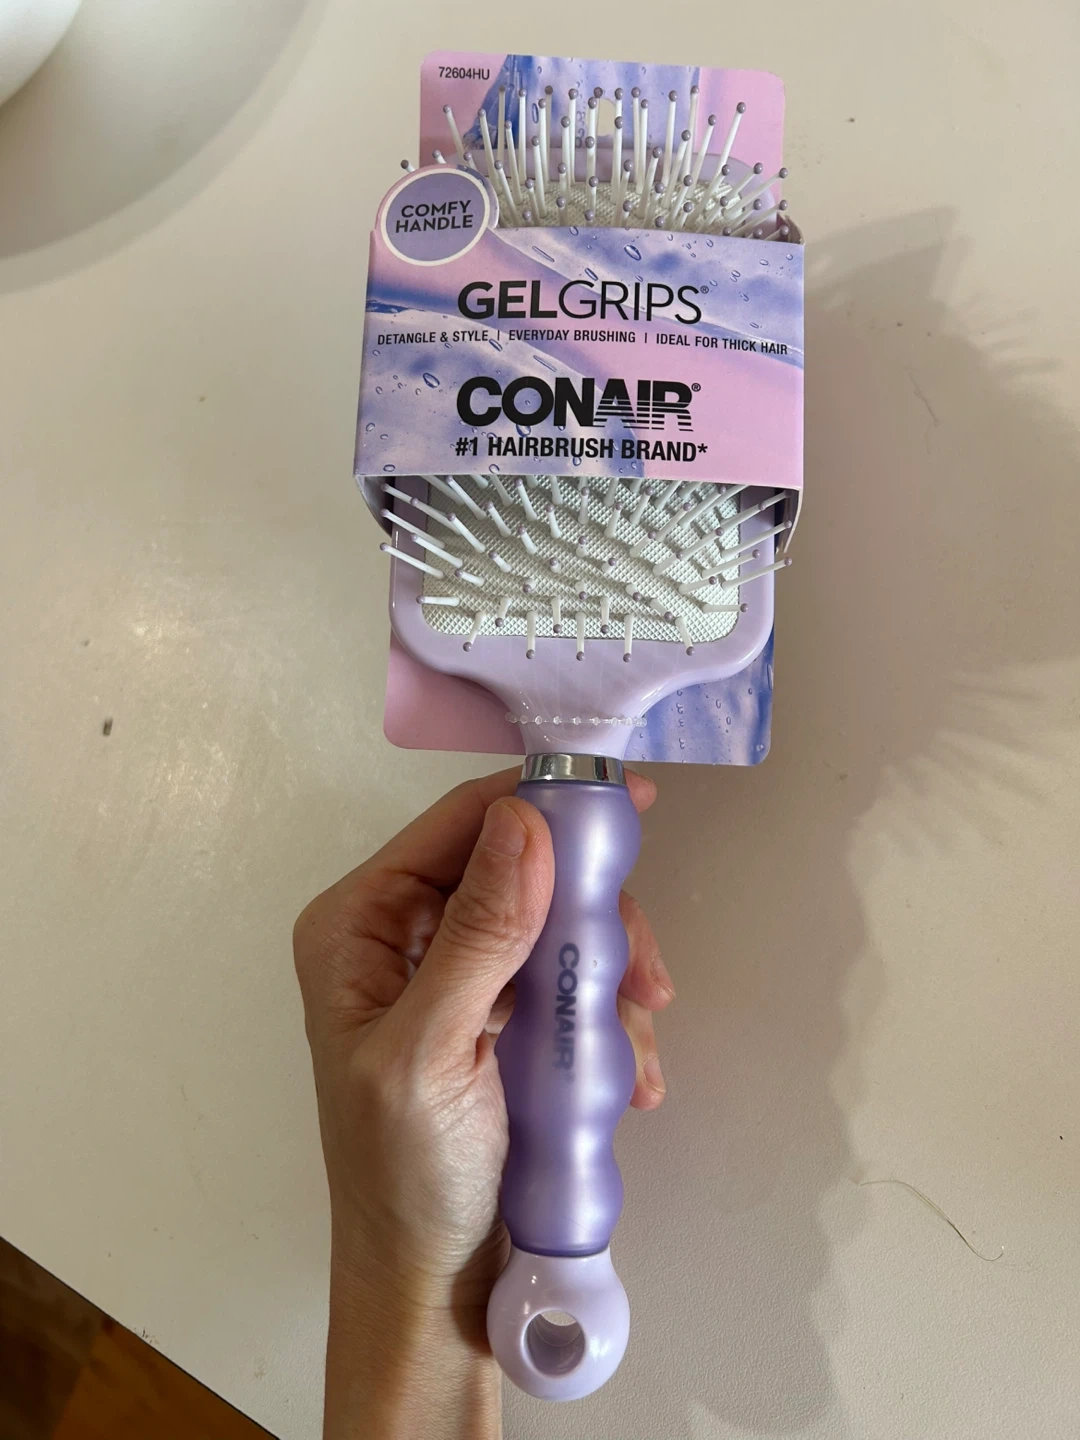 72604HU
COMFY
HANDLE
GELGRIPS®
DETANGLE & STYLE | EVERYDAY BRUSHING | IDEAL FOR THICK HAIR
CONAIR®
#1 HAIRBRUSH BRAND*
CONAIR®